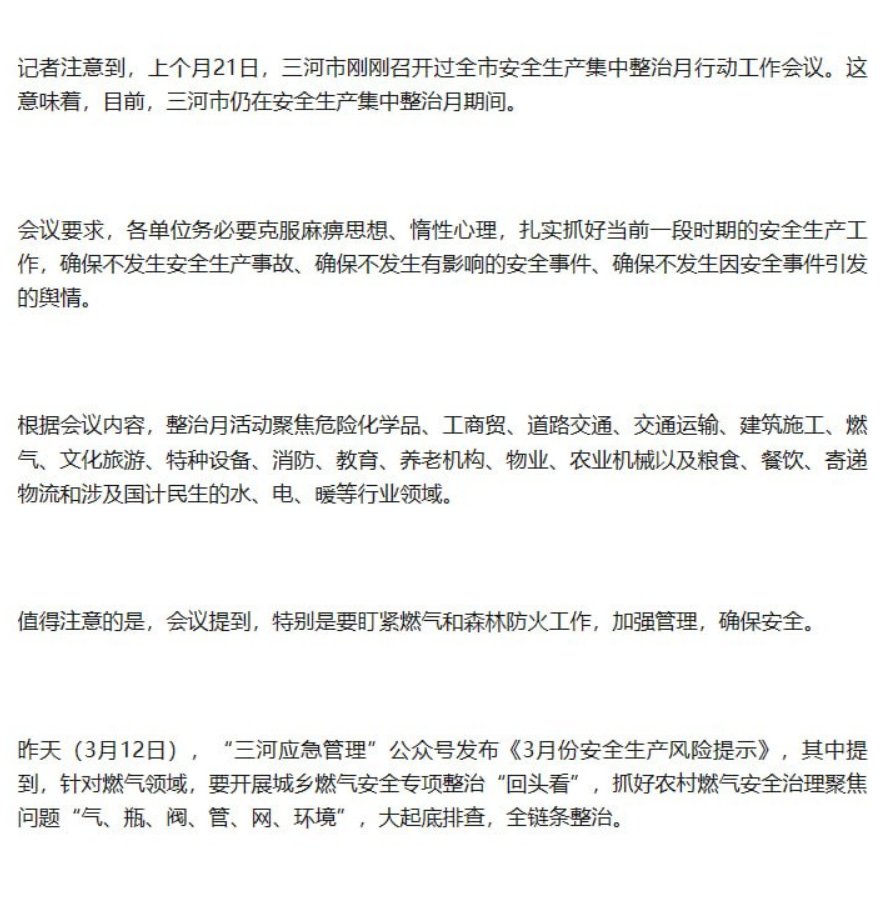 记者注意到，上个月21日，三河市刚刚召开过全市安全生产集中整治月行动工作会议。这
意味着，目前，三河市仍在安全生产集中整治月期间。
会议要求，各单位务必要克服麻痹思想、惰性心理，扎实抓好当前一段时期的安全生产工
作，确保不发生安全生产事故、确保不发生有影响的安全事件、确保不发生因安全事件引发
的舆情。
根据会议内容，整治月活动聚焦危险化学品、工商贸、道路交通、交通运输、建筑施工、燃
气、文化旅游、特种设备、消防、教育、养老机构、物业、农业机械以及粮食、餐饮、寄递
物流和涉及国计民生的水、电、暖等行业领域。
值得注意的是，会议提到，特别是要盯紧燃气和森林防火工作，加强管理，确保安全。
昨天（3月12日），“三河应急管理”公众号发布《3月份安全生产风险提示》，其中提
到，针对燃气领域，要开展城乡燃气安全专项整治“回头看”，抓好农村燃气安全治理聚焦
问题“气、瓶、阀、管、网、环境”，大起底排查，全链条整治。